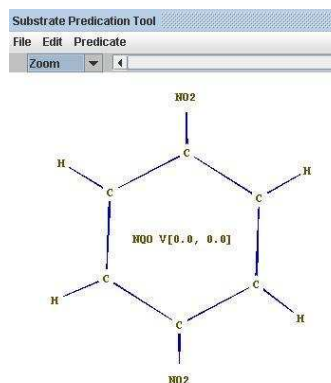 Substrate Predication Tool
File Edit Predicate
Zoom
NO2
C
H
H
C
C
NQO V[0.0, 0.0]
C
C
H
H
C
NO2